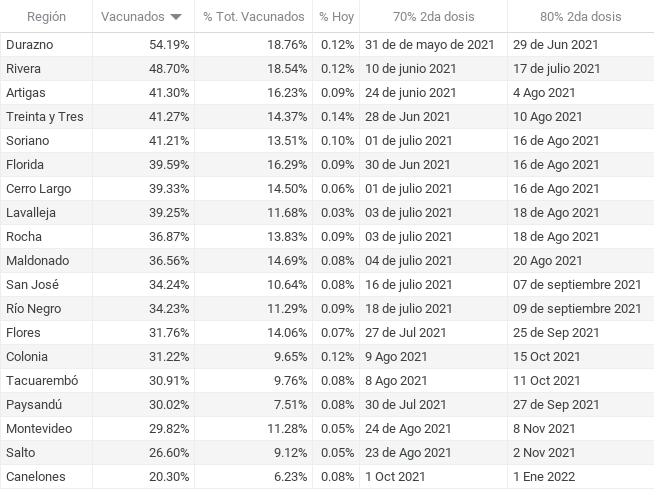 Región Vacunados % Tot. Vacunados % Hoy 70% 2da dosis 80% 2da dosis
Durazno 54.19% 18.76% 0.12% 31 de de mayo de 2021 29 de Jun 2021
Rivera 48.70% 18.54% 0.12% 10 de junio 2021 17 de julio 2021
Artigas 41.30% 16.23% 0.09% 24 de junio 2021 4 Ago 2021
Treinta y Tres 41.27% 14.37% 0.14% 28 de Jun 2021 10 Ago 2021
Soriano 41.21% 13.51% 0.10% 01 de julio 2021 16 de Ago 2021
Florida 39.59% 16.29% 0.09% 30 de Jun 2021 16 de Ago 2021
Cerro Largo 39.33% 14.50% 0.06% 01 de julio 2021 16 de Ago 2021
Lavalleja 39.25% 11.68% 0.03% 03 de julio 2021 18 de Ago 2021
Rocha 36.87% 13.83% 0.09% 03 de julio 2021 18 de Ago 2021
Maldonado 36.56% 14.69% 0.08% 04 de julio 2021 20 Ago 2021
San José 34.24% 10.64% 0.08% 16 de julio 2021 07 de septiembre 2021
Río Negro 34.23% 11.29% 0.09% 18 de julio 2021 09 de septiembre 2021
Flores 31.76% 14.06% 0.07% 27 de Jul 2021 25 de Sep 2021
Colonia 31.22% 9.65% 0.12% 9 Ago 2021 15 Oct 2021
Tacuarembó 30.91% 9.76% 0.08% 8 Ago 2021 11 Oct 2021
Paysandú 30.02% 7.51% 0.08% 30 de Jul 2021 27 de Sep 2021
Montevideo 29.82% 11.28% 0.05% 24 de Ago 2021 8 Nov 2021
Salto 26.60% 9.12% 0.05% 23 de Ago 2021 2 Nov 2021
Canelones 20.30% 6.23% 0.08% 1 Oct 2021 1 Ene 2022